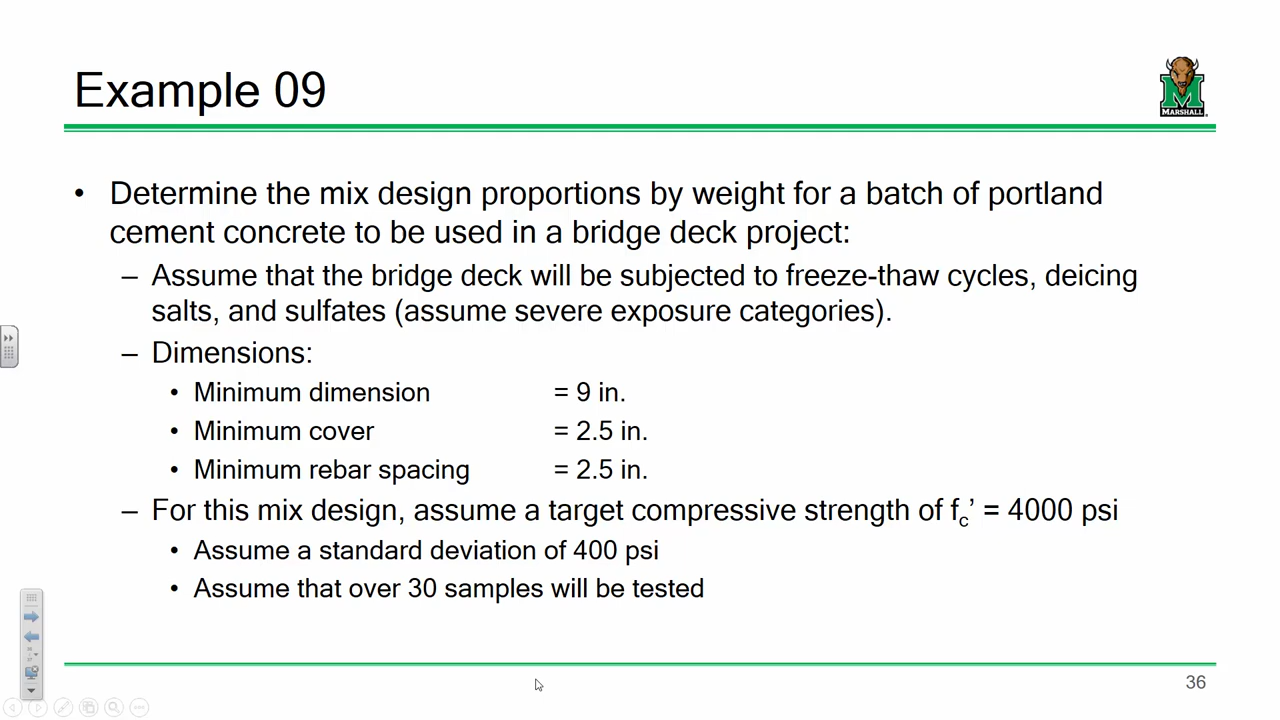 Example 09
MARSHALL
• Determine the mix design proportions by weight for a batch of portland
cement concrete to be used in a bridge deck project:
– Assume that the bridge deck will be subjected to freeze-thaw cycles, deicing
salts, and sulfates (assume severe exposure categories).
– Dimensions:
• Minimum dimension = 9 in.
• Minimum cover = 2.5 in.
• Minimum rebar spacing = 2.5 in.
– For this mix design, assume a target compressive strength of fc’ = 4000 psi
• Assume a standard deviation of 400 psi
• Assume that over 30 samples will be tested
36